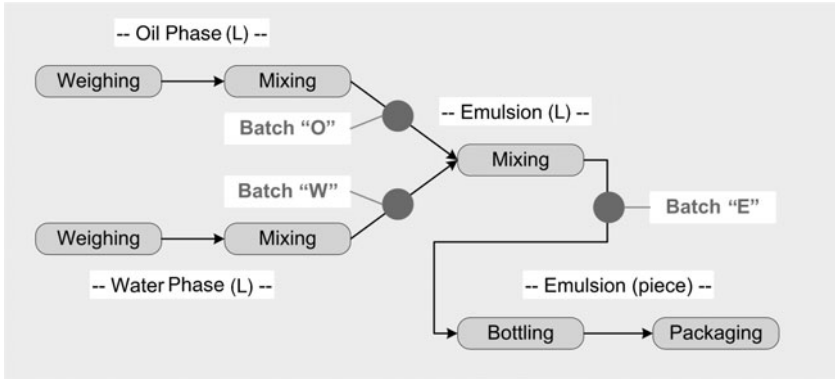 -- Oil Phase (L) --
Weighing
Mixing
Batch “O”
-- Emulsion (L) --
Mixing
Batch “W”
Batch “E”
Weighing
Mixing
-- Water Phase (L) --
-- Emulsion (piece) --
Bottling
Packaging